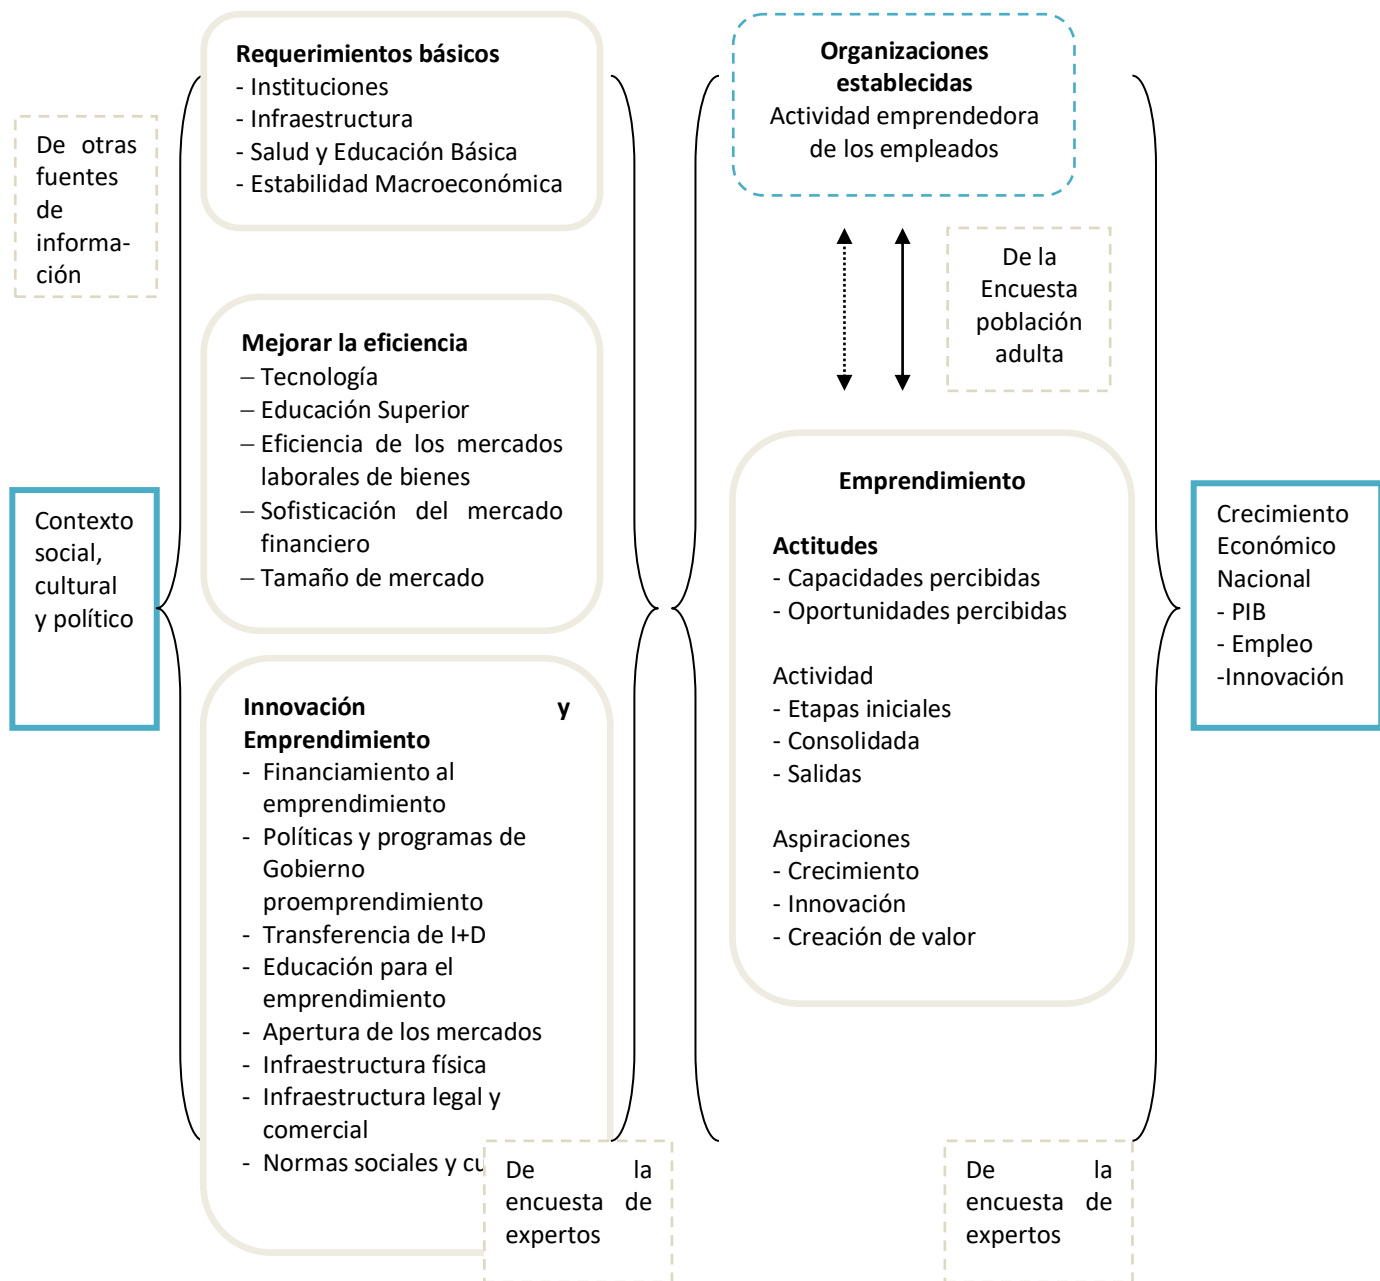 De otras
fuentes
de
informa-
ción
Contexto
social,
cultural
y político
Requerimientos básicos
- Instituciones
- Infraestructura
- Salud y Educación Básica
- Estabilidad Macroeconómica
Mejorar la eficiencia
– Tecnología
– Educación Superior
– Eficiencia de los mercados
laborales de bienes
– Sofisticación del mercado
financiero
– Tamaño de mercado
Innovación y
Emprendimiento
- Financiamiento al
emprendimiento
- Políticas y programas de
Gobierno
proemprendimiento
- Transferencia de I+D
- Educación para el
emprendimiento
- Apertura de los mercados
- Infraestructura física
- Infraestructura legal y
comercial
- Normas sociales y
De la
encuesta de
expertos
Organizaciones
establecidas
Actividad emprendedora
de los empleados
De la
Encuesta
población
adulta
Emprendimiento
Actitudes
- Capacidades percibidas
- Oportunidades percibidas
Actividad
- Etapas iniciales
- Consolidada
- Salidas
Aspiraciones
- Crecimiento
- Innovación
- Creación de valor
De la
encuesta de
expertos
Crecimiento
Económico
Nacional
- PIB
- Empleo
-Innovación